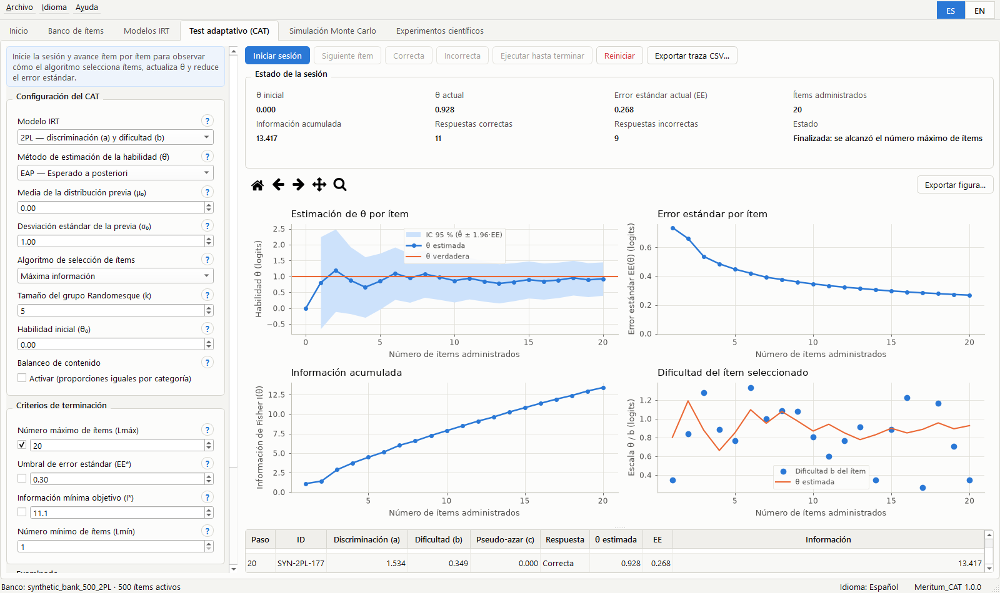 Archivo Idioma Ayuda
ES EN
Inicio Banco de ítems Modelos IRT Test adaptativo (CAT) Simulación Monte Carlo Experimentos científicos
Inicie la sesión y avance ítem por ítem para observar
cómo el algoritmo selecciona ítems, actualiza θ y reduce
el error estándar.
Configuración del CAT
Modelo IRT ?
2PL — discriminación (a) y dificultad (b)
Método de estimación de la habilidad (θ) ?
EAP — Esperado a posteriori
Media de la distribución previa (μ₀) ?
0.00
Desviación estándar de la previa (σ₀) ?
1.00
Algoritmo de selección de ítems ?
Máxima información
Tamaño del grupo Randomesque (k) ?
5
Habilidad inicial (θ₀) ?
0.00
Balanceo de contenido ?
Activar (proporciones iguales por categoría)
Criterios de terminación
Número máximo de ítems (Lmáx) ?
20
Umbral de error estándar (EE*) ?
0.30
Información mínima objetivo (I*) ?
11.1
Número mínimo de ítems (Lmín) ?
1
Iniciar sesión Siguiente ítem Correcta Incorrecta Ejecutar hasta terminar Reiniciar Exportar traza CSV...
Estado de la sesión
θ inicial θ actual Error estándar actual (EE) Ítems administrados
0.000 0.928 0.268 20
Información acumulada Respuestas correctas Respuestas incorrectas Estado
13.417 11 9 Finalizada: se alcanzó el número máximo de ítems
Exportar figura...
Estimación de θ por ítem
Habilidad θ (logits)
2.5
2.0
1.5
1.0
0.5
0.0
−0.5
IC 95 % (θ̂ ± 1.96·EE)
θ estimada
θ verdadera
0 5 10 15 20
Número de ítems administrados
Error estándar por ítem
Error estándar EE(θ) (logits)
0.6
0.4
0.2
0.0
5 10 15 20
Número de ítems administrados
Información acumulada
Información de Fisher I(θ)
12.5
10.0
7.5
5.0
2.5
0.0
5 10 15 20
Número de ítems administrados
Dificultad del ítem seleccionado
Escala θ / b (logits)
1.2
1.0
0.8
0.6
0.4
Dificultad b del ítem
θ estimada
5 10 15 20
Número de ítems administrados
Paso ID Discriminación (a) Dificultad (b) Pseudo-azar (c) Respuesta θ estimada EE Información
20 SYN-2PL-177 1.534 0.349 0.000 Correcta 0.928 0.268 13.417
Banco: synthetic_bank_500_2PL · 500 ítems activos Idioma: Español Meritum_CAT 1.0.0